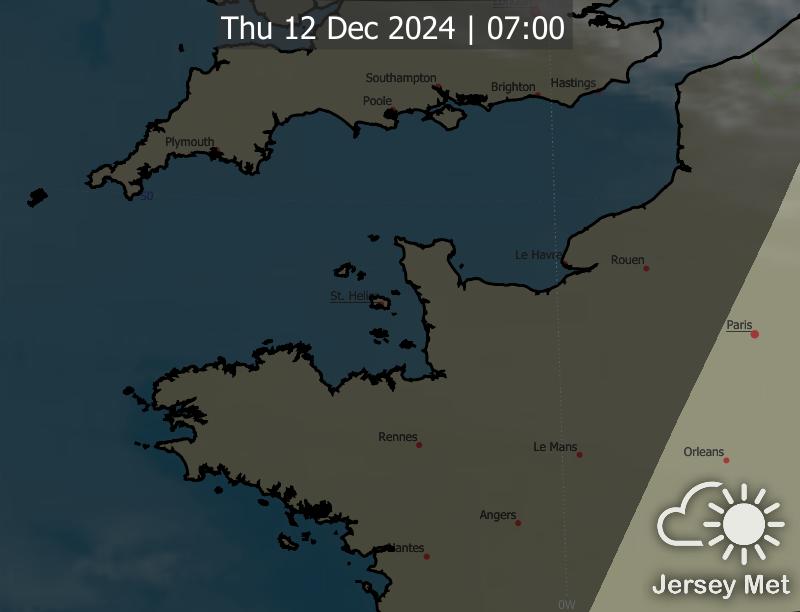 Thu 12 Dec 2024 | 07:00
Southampton
Brighton
Hastings
Poole
Plymouth
50
Le Havre
Rouen
St. Helier
Paris
Rennes
Le Mans
Orleans
Angers
Nantes
0W
Jersey Met